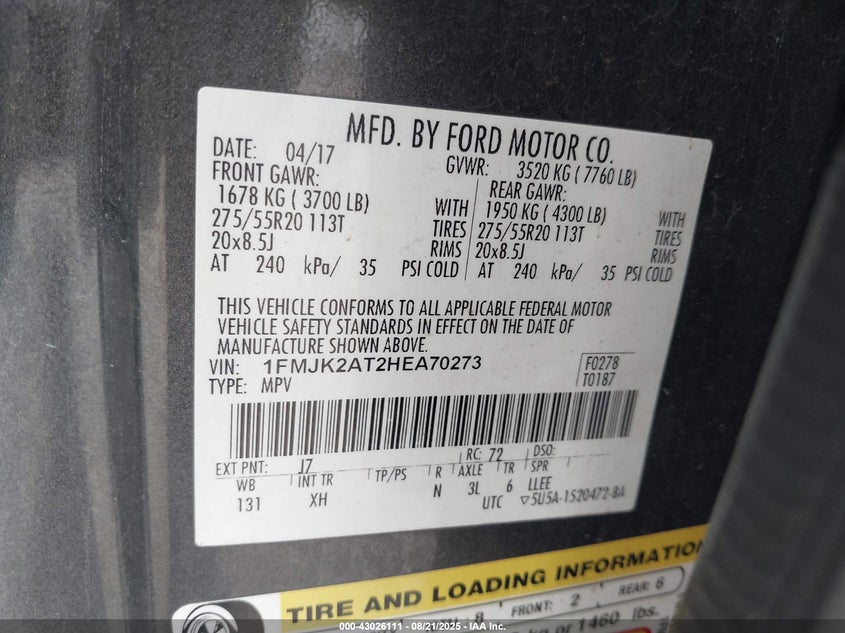 MFD. BY FORD MOTOR CO.
DATE: 04/17 GVWR: 3520 KG ( 7760 LB)
FRONT GAWR: REAR GAWR:
1678 KG ( 3700 LB) WITH 1950 KG ( 4300 LB) WITH
275/55R20 113T TIRES 275/55R20 113T TIRES
20x8.5J RIMS 20x8.5J RIMS
AT 240 kPa/ 35 PSI COLD AT 240 kPa/ 35 PSI COLD
THIS VEHICLE CONFORMS TO ALL APPLICABLE FEDERAL MOTOR
VEHICLE SAFETY STANDARDS IN EFFECT ON THE DATE OF
MANUFACTURE SHOWN ABOVE.
VIN: 1FMJK2AT2HEA70273 F0278
TYPE: MPV T0187
EXT PNT: J7 RC: 72 DSO:
WB INT TR TP/PS R AXLE TR SPR
131 XH N 3L 6 LLEE
UTC ▽5U5A-1520472-BA
TIRE AND LOADING INFORMATION
8 FRONT: 2 REAR: 6
or 1460 lbs.
000-43026111 - 08/21/2025 - IAA Inc.